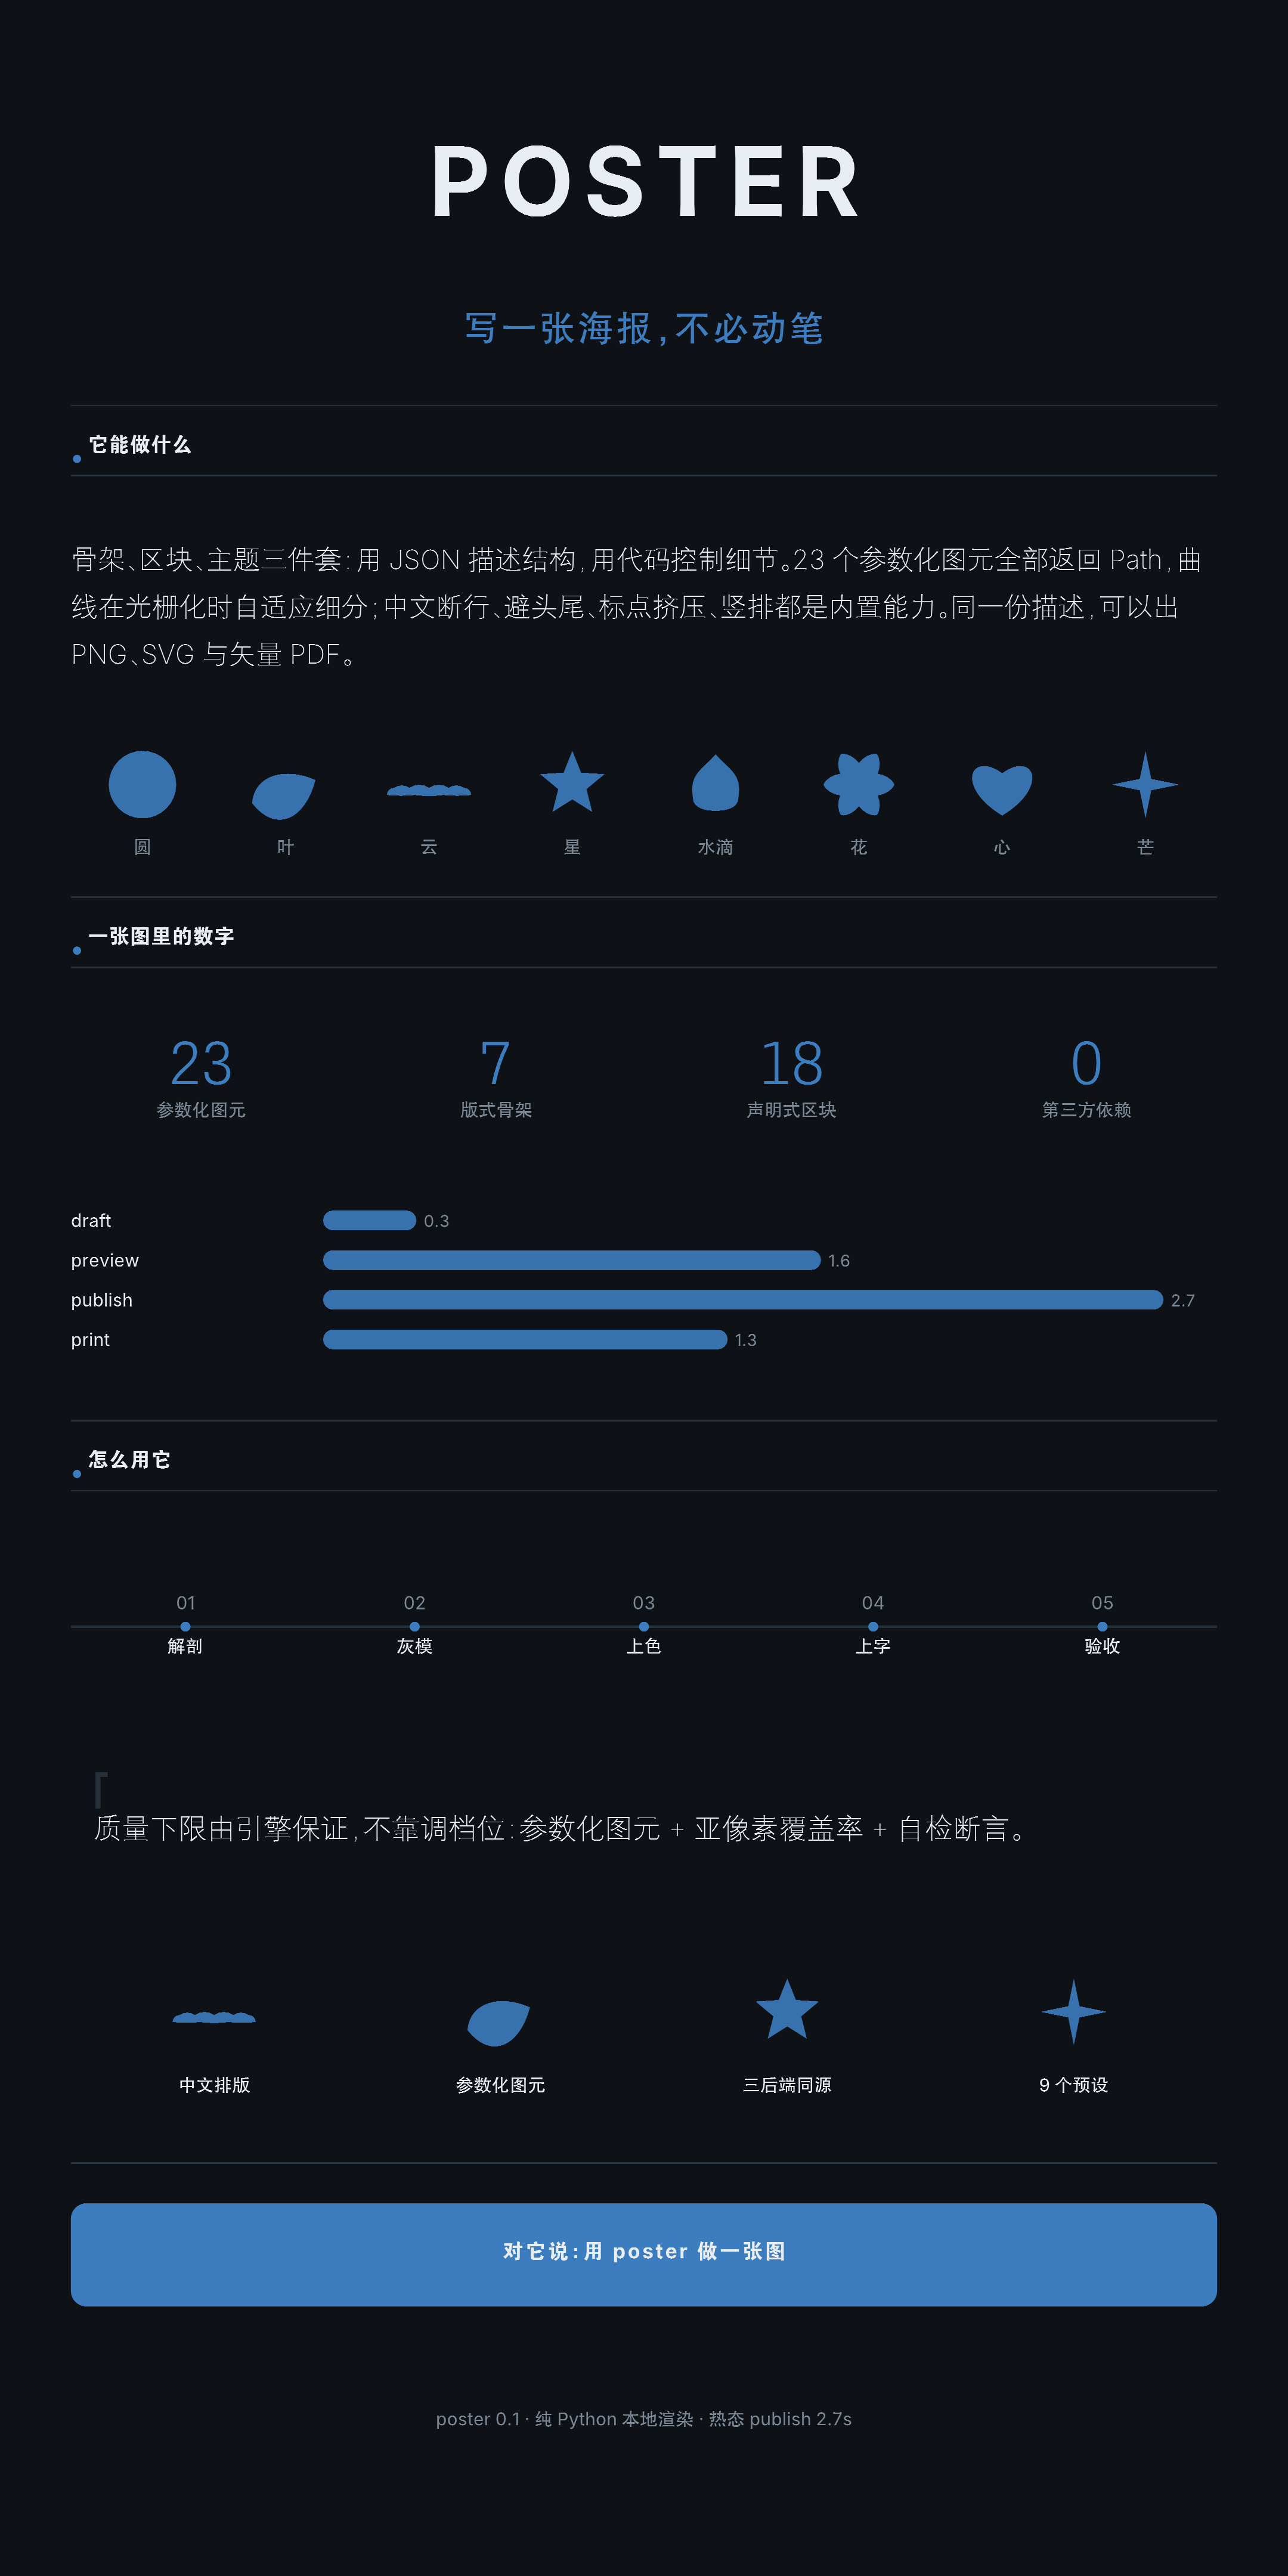 POSTER
写一张海报,不必动笔
它能做什么
骨架、区块、主题三件套:用 JSON 描述结构,用代码控制细节。23 个参数化图元全部返回 Path,曲
线在光栅化时自适应细分;中文断行、避头尾、标点挤压、竖排都是内置能力。同一份描述,可以出
PNG、SVG 与矢量 PDF。
圆 叶 云 星 水滴 花 心 芒
一张图里的数字
23 7 18 0
参数化图元 版式骨架 声明式区块 第三方依赖
draft 0.3
preview 1.6
publish 2.7
print 1.3
怎么用它
01 02 03 04 05
解剖 灰模 上色 上字 验收
「
质量下限由引擎保证,不靠调档位:参数化图元 + 亚像素覆盖率 + 自检断言。
中文排版 参数化图元 三后端同源 9 个预设
对它说:用 poster 做一张图
poster 0.1 · 纯 Python 本地渲染 · 热态 publish 2.7s